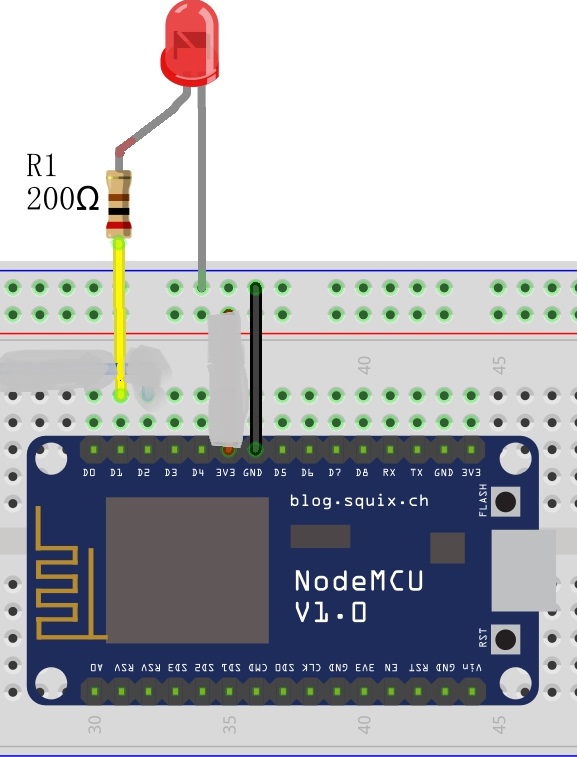 R1
200Ω
40
45
D0 D1 D2 D3 D4 3V3 GND D5 D6 D7 D8 RX TX GND 3V3
blog.squix.ch
FLASH
NodeMCU
V1.0
RST
A0 RSV RSV SD3 SD2 SD1 CMD SDO CLK GND 3V3 EN RST GND Vin
30
35
40
45